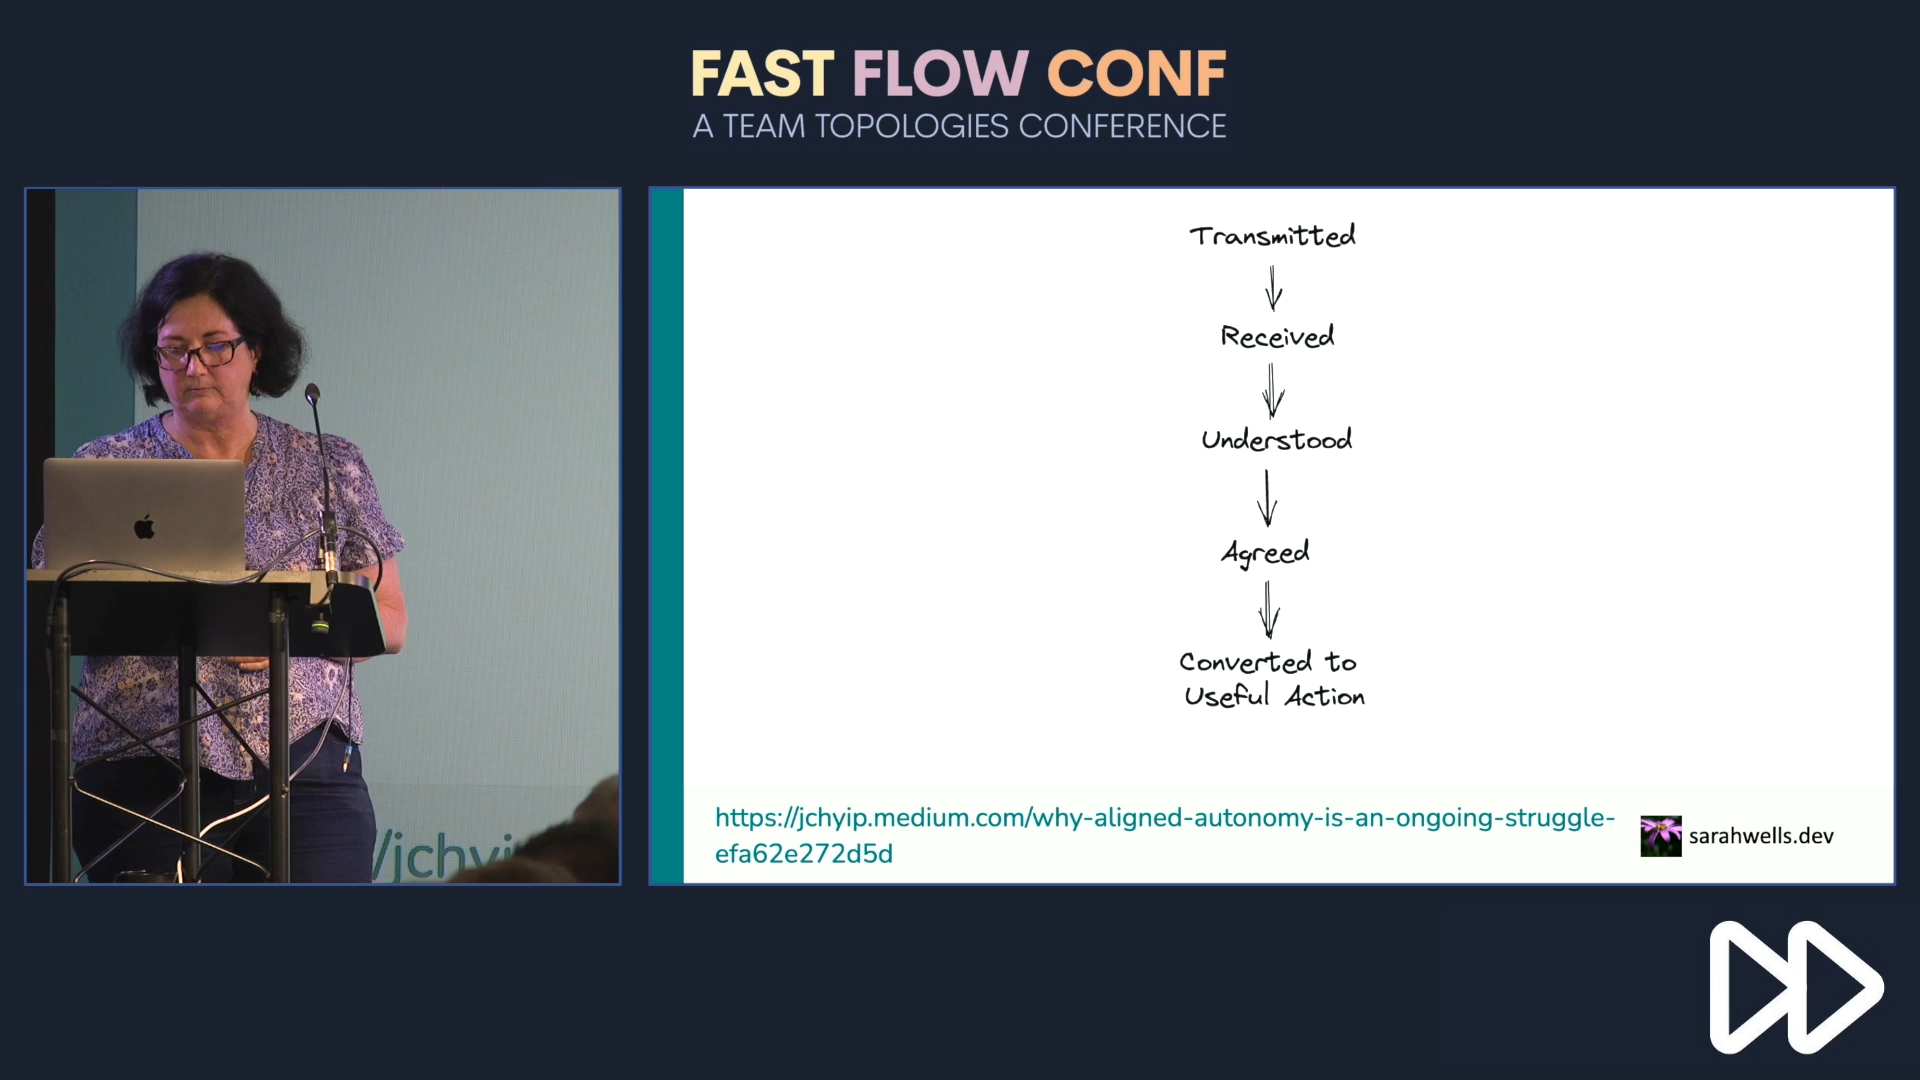 FAST FLOW CONF
A TEAM TOPOLOGIES CONFERENCE
Transmitted
Received
Understood
Agreed
Converted to
Useful Action
https://jchyip.medium.com/why-aligned-autonomy-is-an-ongoing-struggle-
efa62e272d5d
sarahwells.dev
/jchyi